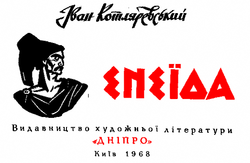 Іван Котляревський
ЕНЕЇДА
Видавництво художньої літератури
«ДНІПРО»
Київ 1968